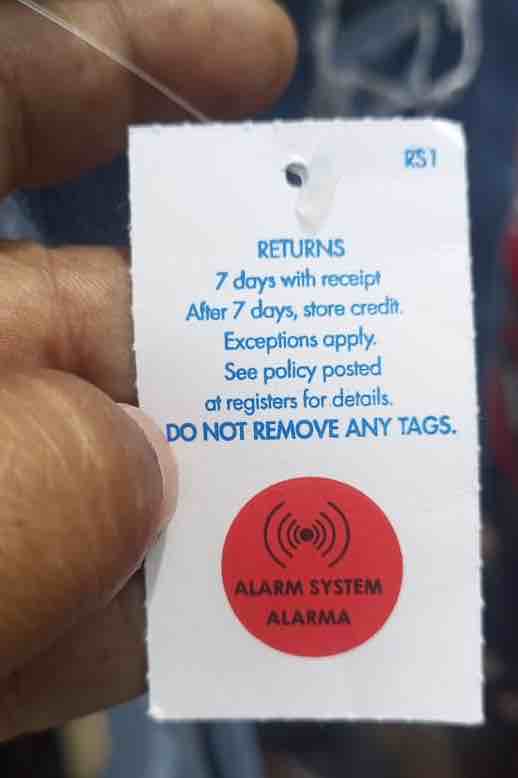 RS1
RETURNS
7 days with receipt
After 7 days, store credit.
Exceptions apply.
See policy posted
at registers for details.
DO NOT REMOVE ANY TAGS.
ALARM SYSTEM
ALARMA